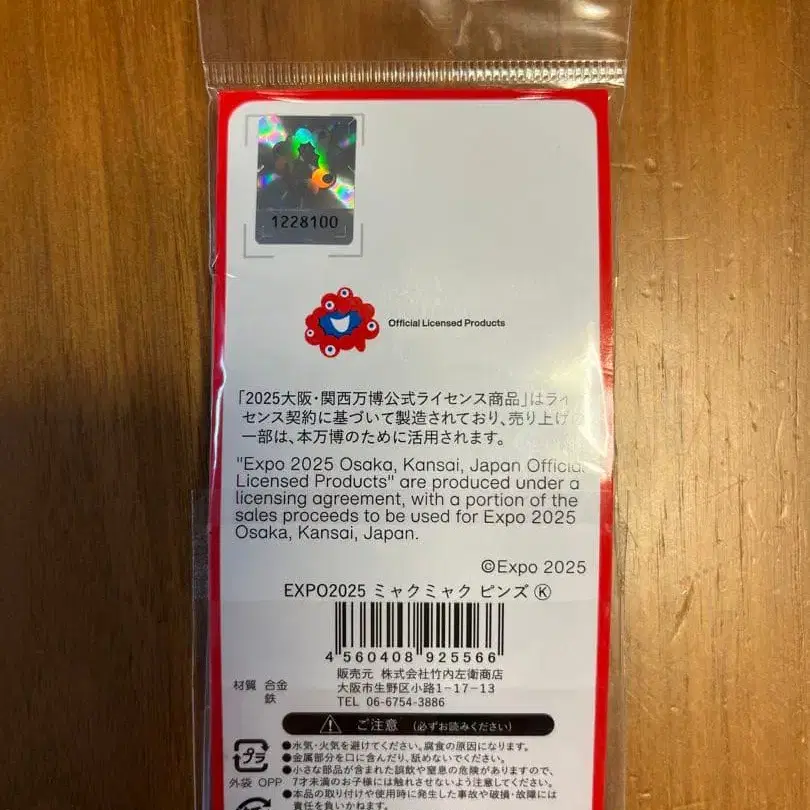 1228100
Official Licensed Products
「2025大阪・関西万博公式ライセンス商品」はライ
センス契約に基づいて製造されており、売り上げの
一部は、本万博のために活用されます。
"Expo 2025 Osaka, Kansai, Japan Official
Licensed Products" are produced under a
licensing agreement, with a portion of the
sales proceeds to be used for Expo 2025
Osaka, Kansai, Japan.
©Expo 2025
EXPO2025 ミャクミャク ピンズ Ⓚ
4 560408 925566
材質 合金
鉄
販売元 株式会社竹内左衛商店
大阪市生野区小路1-17-13
TEL 06-6754-3886
ご注意 (必ずお読みください)
●水気・火気を避けてください。腐食の原因になります。
●金属部分を口に含んだり、舐めないでください。
●小さな部品が含まれた誤飲や窒息の危険がありますので、
7才未満のお子様には触れさせないよう注意してください。
●本品の取り付けや使用時に発生した事故や破損・故障には
責任を負いかねます。
プラ
外袋 OPP